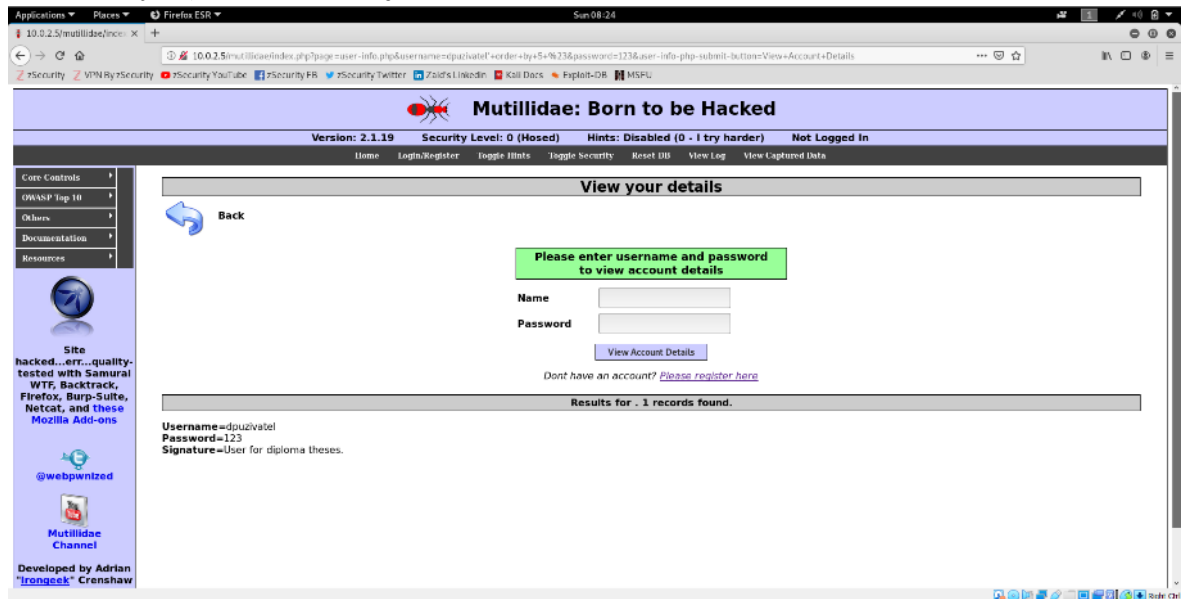 Applications Places Firefox ESR Sun 08:24 1
10.0.2.5/mutillidae/index
10.0.2.5/mutillidae/index.php?page=user-info.php&username=dpuzivatel'+order+by+5+%23&password=123&user-info-php-submit-button=View+Account+Details
zSecurity VPN By zSecurity zSecurity YouTube zSecurity FB zSecurity Twitter Zaid's Linkedin Kali Docs Exploit-DB MSFU
Mutillidae: Born to be Hacked
Version: 2.1.19 Security Level: 0 (Hosed) Hints: Disabled (0 - I try harder) Not Logged In
Home Login/Register Toggle Hints Toggle Security Reset DB View Log View Captured Data
Core Controls
OWASP Top 10
Others
Documentation
Resources
Site
hacked...err...quality-
tested with Samurai
WTF, Backtrack,
Firefox, Burp-Suite,
Netcat, and these
Mozilla Add-ons
@webpwnized
Mutillidae
Channel
Developed by Adrian
"Irongeek" Crenshaw
View your details
Back
Please enter username and password
to view account details
Name
Password
View Account Details
Dont have an account? Please register here
Results for . 1 records found.
Username=dpuzivatel
Password=123
Signature=User for diploma theses.
Right Ctrl